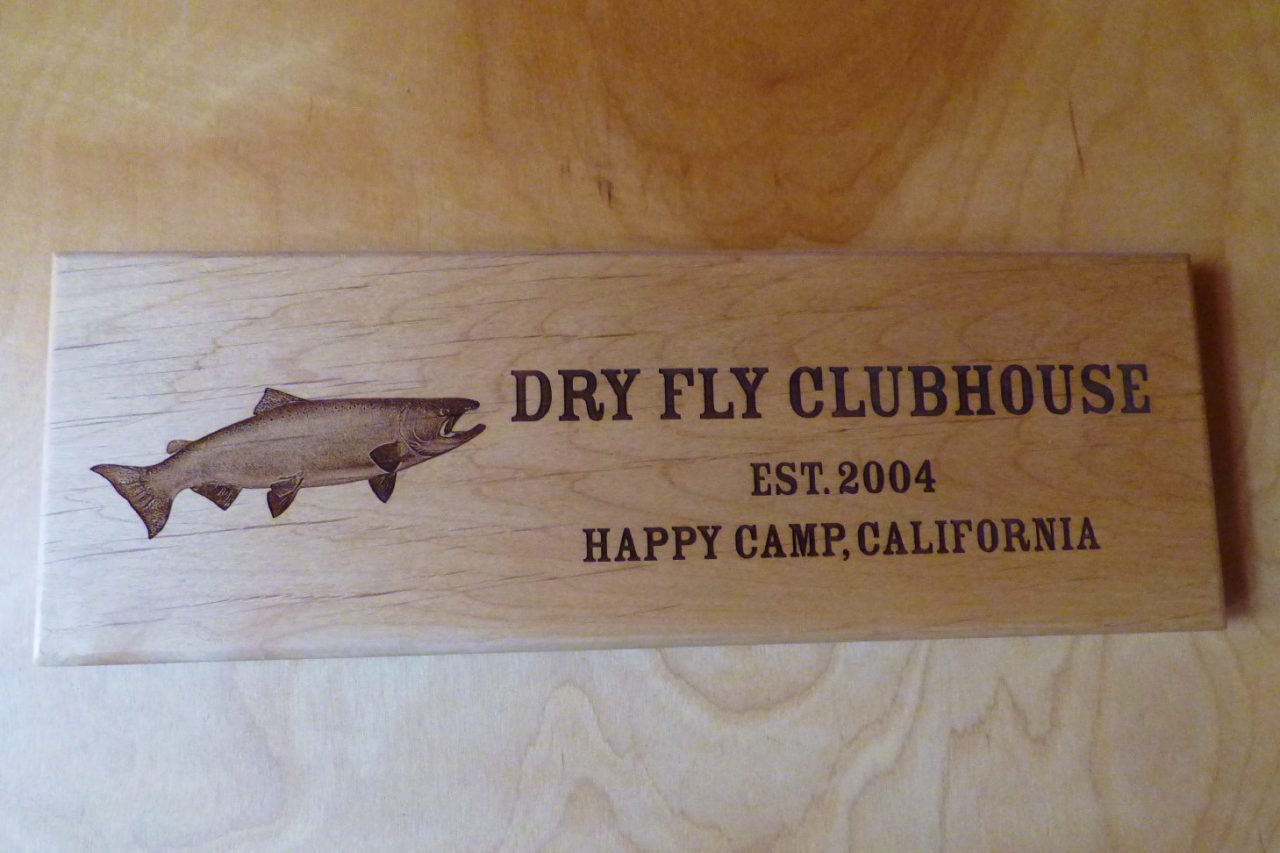 DRY FLY CLUBHOUSE
EST. 2004
HAPPY CAMP, CALIFORNIA